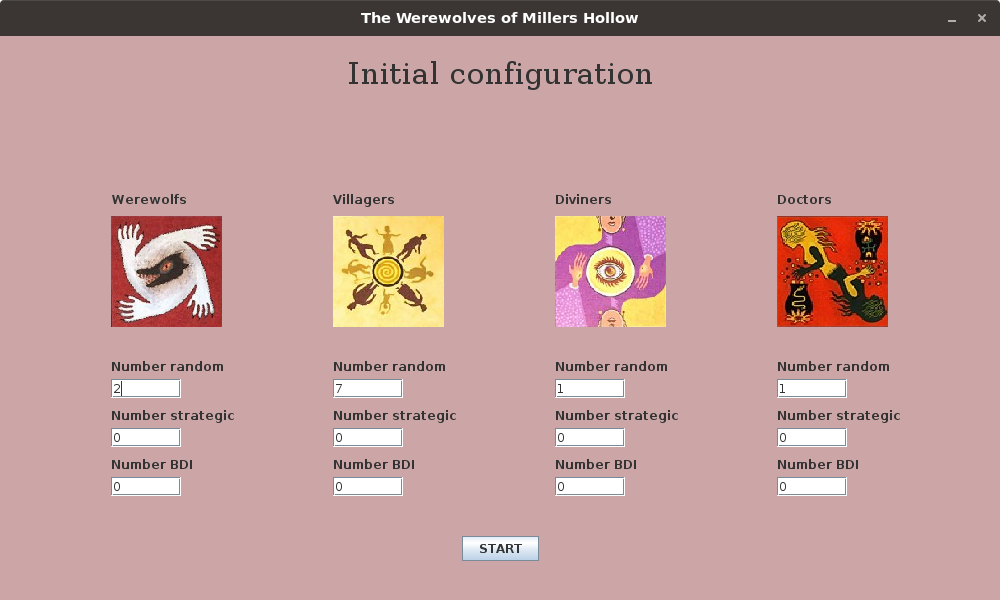 The Werewolves of Millers Hollow
Initial configuration
Werewolfs Villagers Diviners Doctors
Number random Number random Number random Number random
2 7 1 1
Number strategic Number strategic Number strategic Number strategic
0 0 0 0
Number BDI Number BDI Number BDI Number BDI
0 0 0 0
START